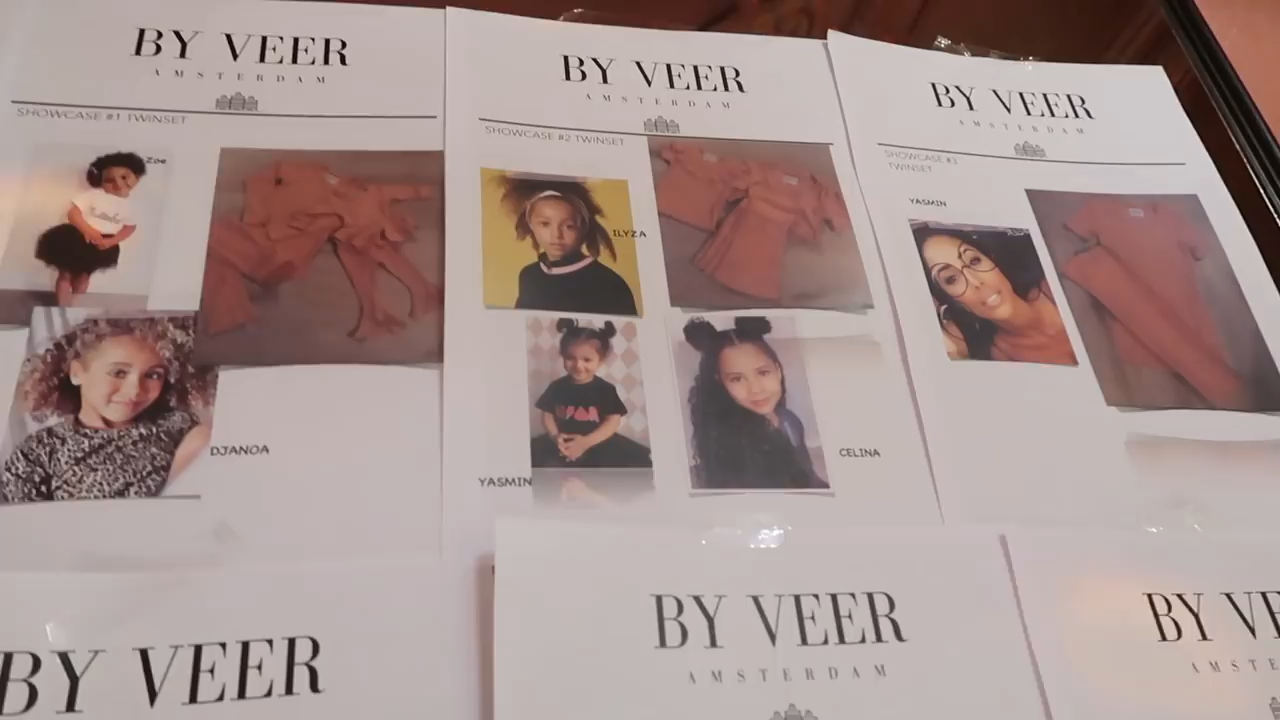 BY VEER
AMSTERDAM
SHOWCASE #1 TWINSET
Zoe
DJANOA
BY VEER
AMSTERDAM
SHOWCASE #2 TWINSET
ILYZA
YASMIN
CELINA
BY VEER
AMSTERDAM
SHOWCASE #3
TWINSET
YASMIN
BY VEER
BY VEER
AMSTERDAM
BY VE
AMSTE